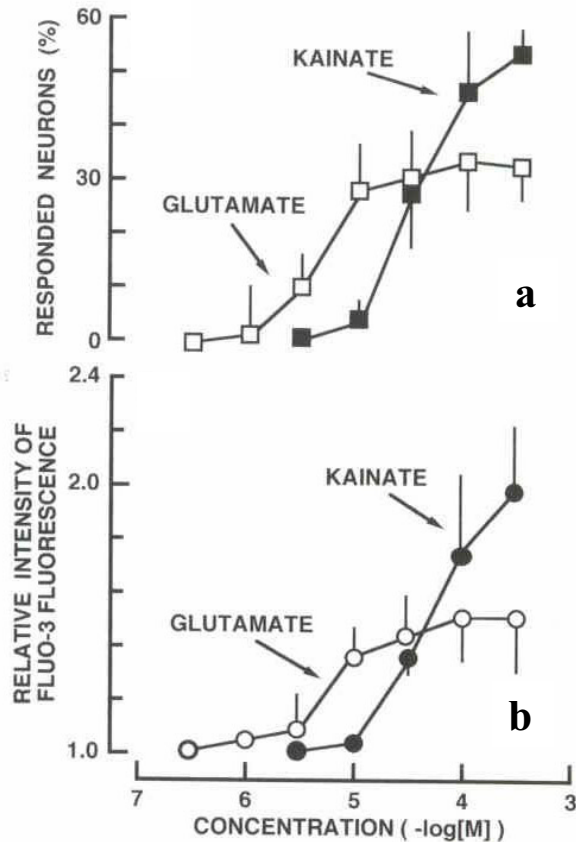 60
30
0
RESPONDED NEURONS (%)
KAINATE
GLUTAMATE
a
2.4
2.0
1.0
RELATIVE INTENSITY OF
FLUO-3 FLUORESCENCE
KAINATE
GLUTAMATE
b
7 6 5 4 3
CONCENTRATION ( -log[M] )